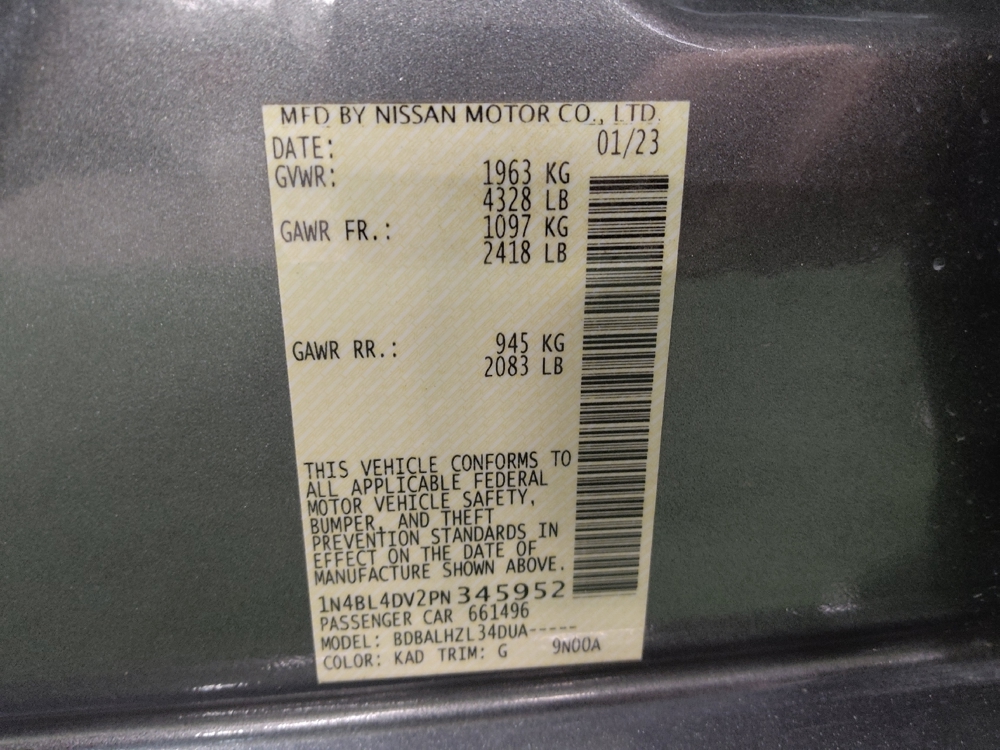 MFD BY NISSAN MOTOR CO., LTD.
DATE: 01/23
GVWR: 1963 KG
4328 LB
GAWR FR.: 1097 KG
2418 LB
GAWR RR.: 945 KG
2083 LB
THIS VEHICLE CONFORMS TO
ALL APPLICABLE FEDERAL
MOTOR VEHICLE SAFETY,
BUMPER, AND THEFT
PREVENTION STANDARDS IN
EFFECT ON THE DATE OF
MANUFACTURE SHOWN ABOVE.
1N4BL4DV2PN345952
PASSENGER CAR 661496
MODEL: BDBALHZL34DUA-----
COLOR: KAD TRIM: G 9N00A